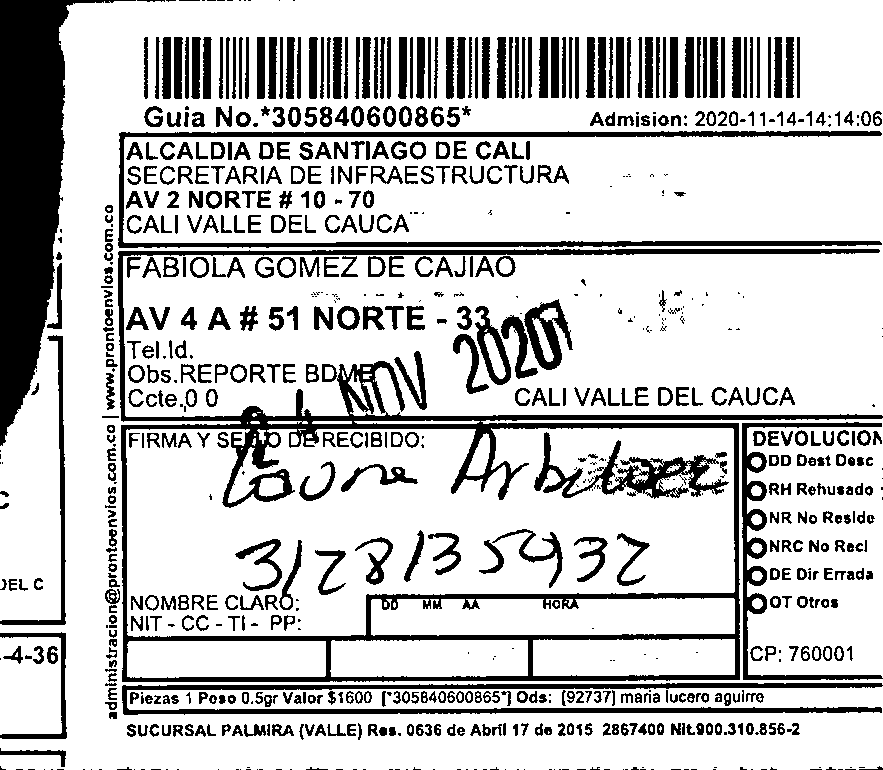 Guia No.*305840600865*
Admision: 2020-11-14-14:14:06
ALCALDIA DE SANTIAGO DE CALI
SECRETARIA DE INFRAESTRUCTURA
AV 2 NORTE # 10 - 70
CALI VALLE DEL CAUCA
www.prontoenvios.com.co
FABIOLA GOMEZ DE CAJIAO
AV 4 A # 51 NORTE - 33
Tel.Id.
Obs.REPORTE BDME
Ccte.0 0
24 NOV 2020
CALI VALLE DEL CAUCA
administracion@prontoenvios.com.co
FIRMA Y SELLO DE RECIBIDO:
3128135432
NOMBRE CLARO:
NIT - CC - TI - PP:
DD MM AA HORA
DEVOLUCION
DD Dest Desc
RH Rehusado
NR No Reside
NRC No Recl
DE Dir Errada
OT Otros
CP: 760001
DEL C
-4-36
Piezas 1 Peso 0.5gr Valor $1600 [*305840600865*] Ods: [92737] maria lucero aguirre
SUCURSAL PALMIRA (VALLE) Res. 0636 de Abril 17 de 2015 2867400 Nit.900.310.856-2